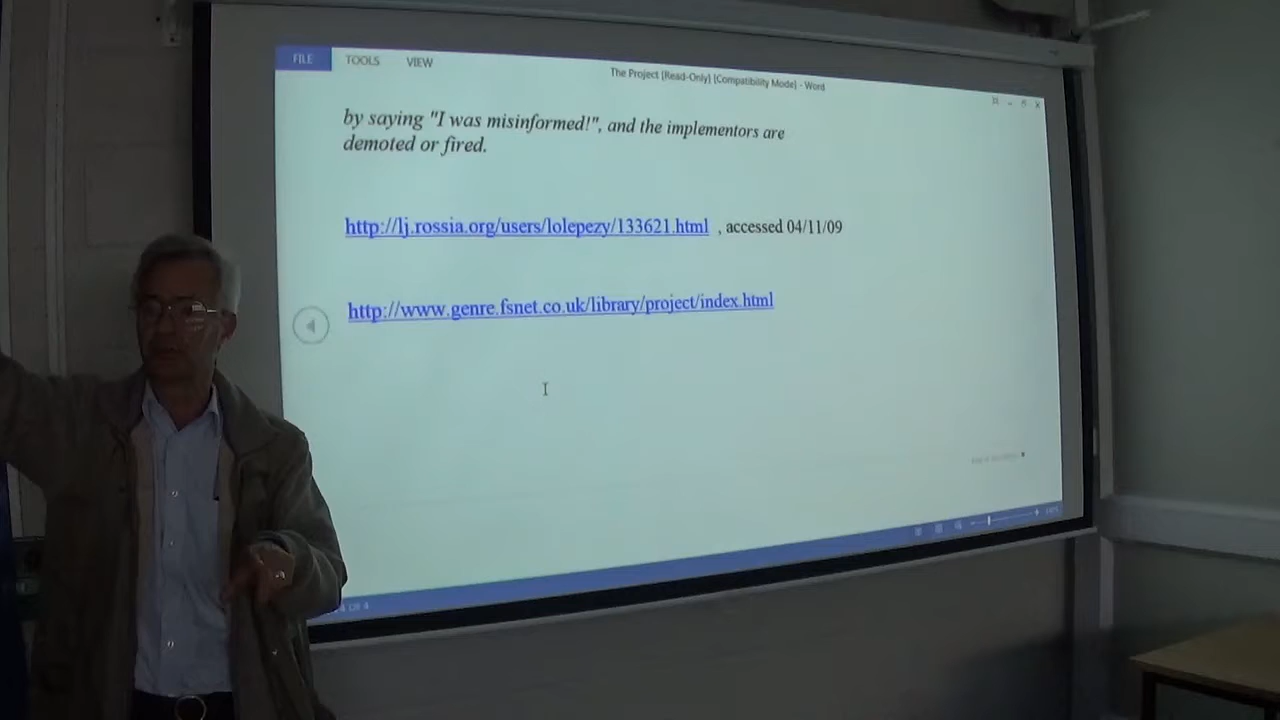 FILE TOOLS VIEW
The Project [Read-Only] [Compatibility Mode] - Word
by saying "I was misinformed!", and the implementors are
demoted or fired.
http://lj.rossia.org/users/lolepezy/133621.html , accessed 04/11/09
http://www.genre.fsnet.co.uk/library/project/index.html